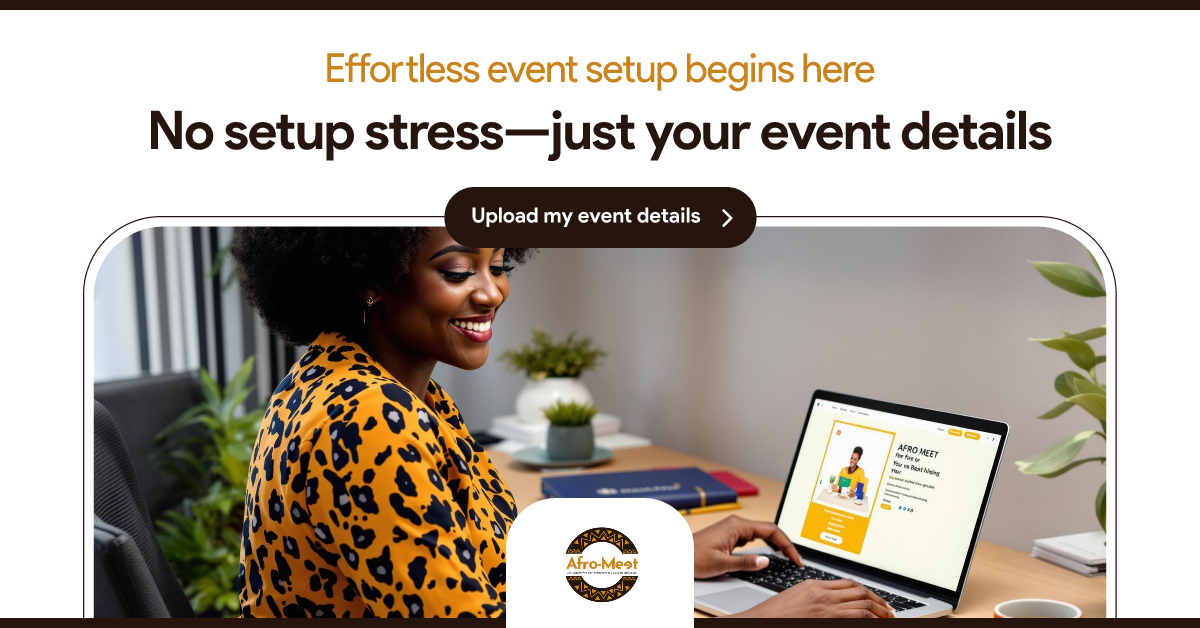 Effortless event setup begins here
No setup stress—just your event details
Upload my event details
AFRO MEET
Afro-Meet